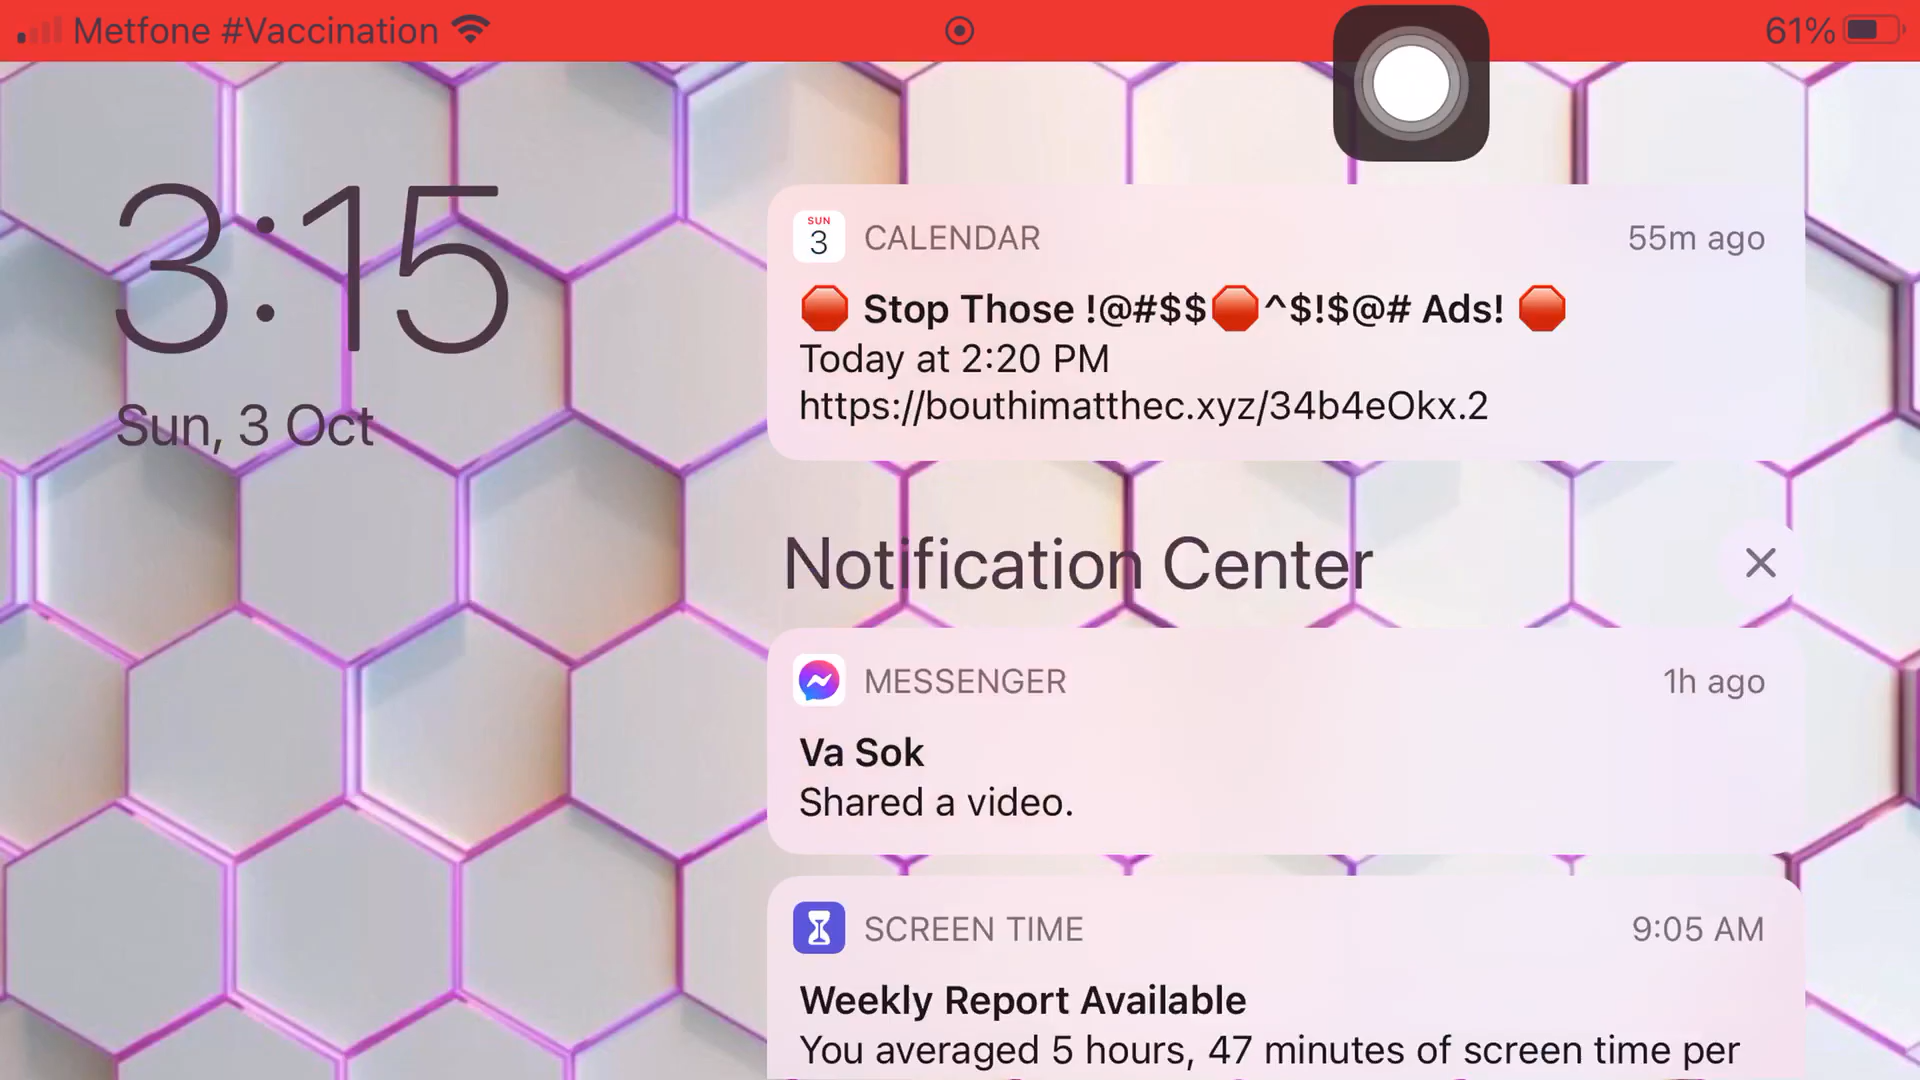 Metfone #Vaccination
61%
3:15
Sun, 3 Oct
SUN
3
CALENDAR
55m ago
🛑 Stop Those !@#$$🛑^$!$@# Ads! 🛑
Today at 2:20 PM
https://bouthimatthec.xyz/34b4eOkx.2
Notification Center
MESSENGER
1h ago
Va Sok
Shared a video.
SCREEN TIME
9:05 AM
Weekly Report Available
You averaged 5 hours, 47 minutes of screen time per